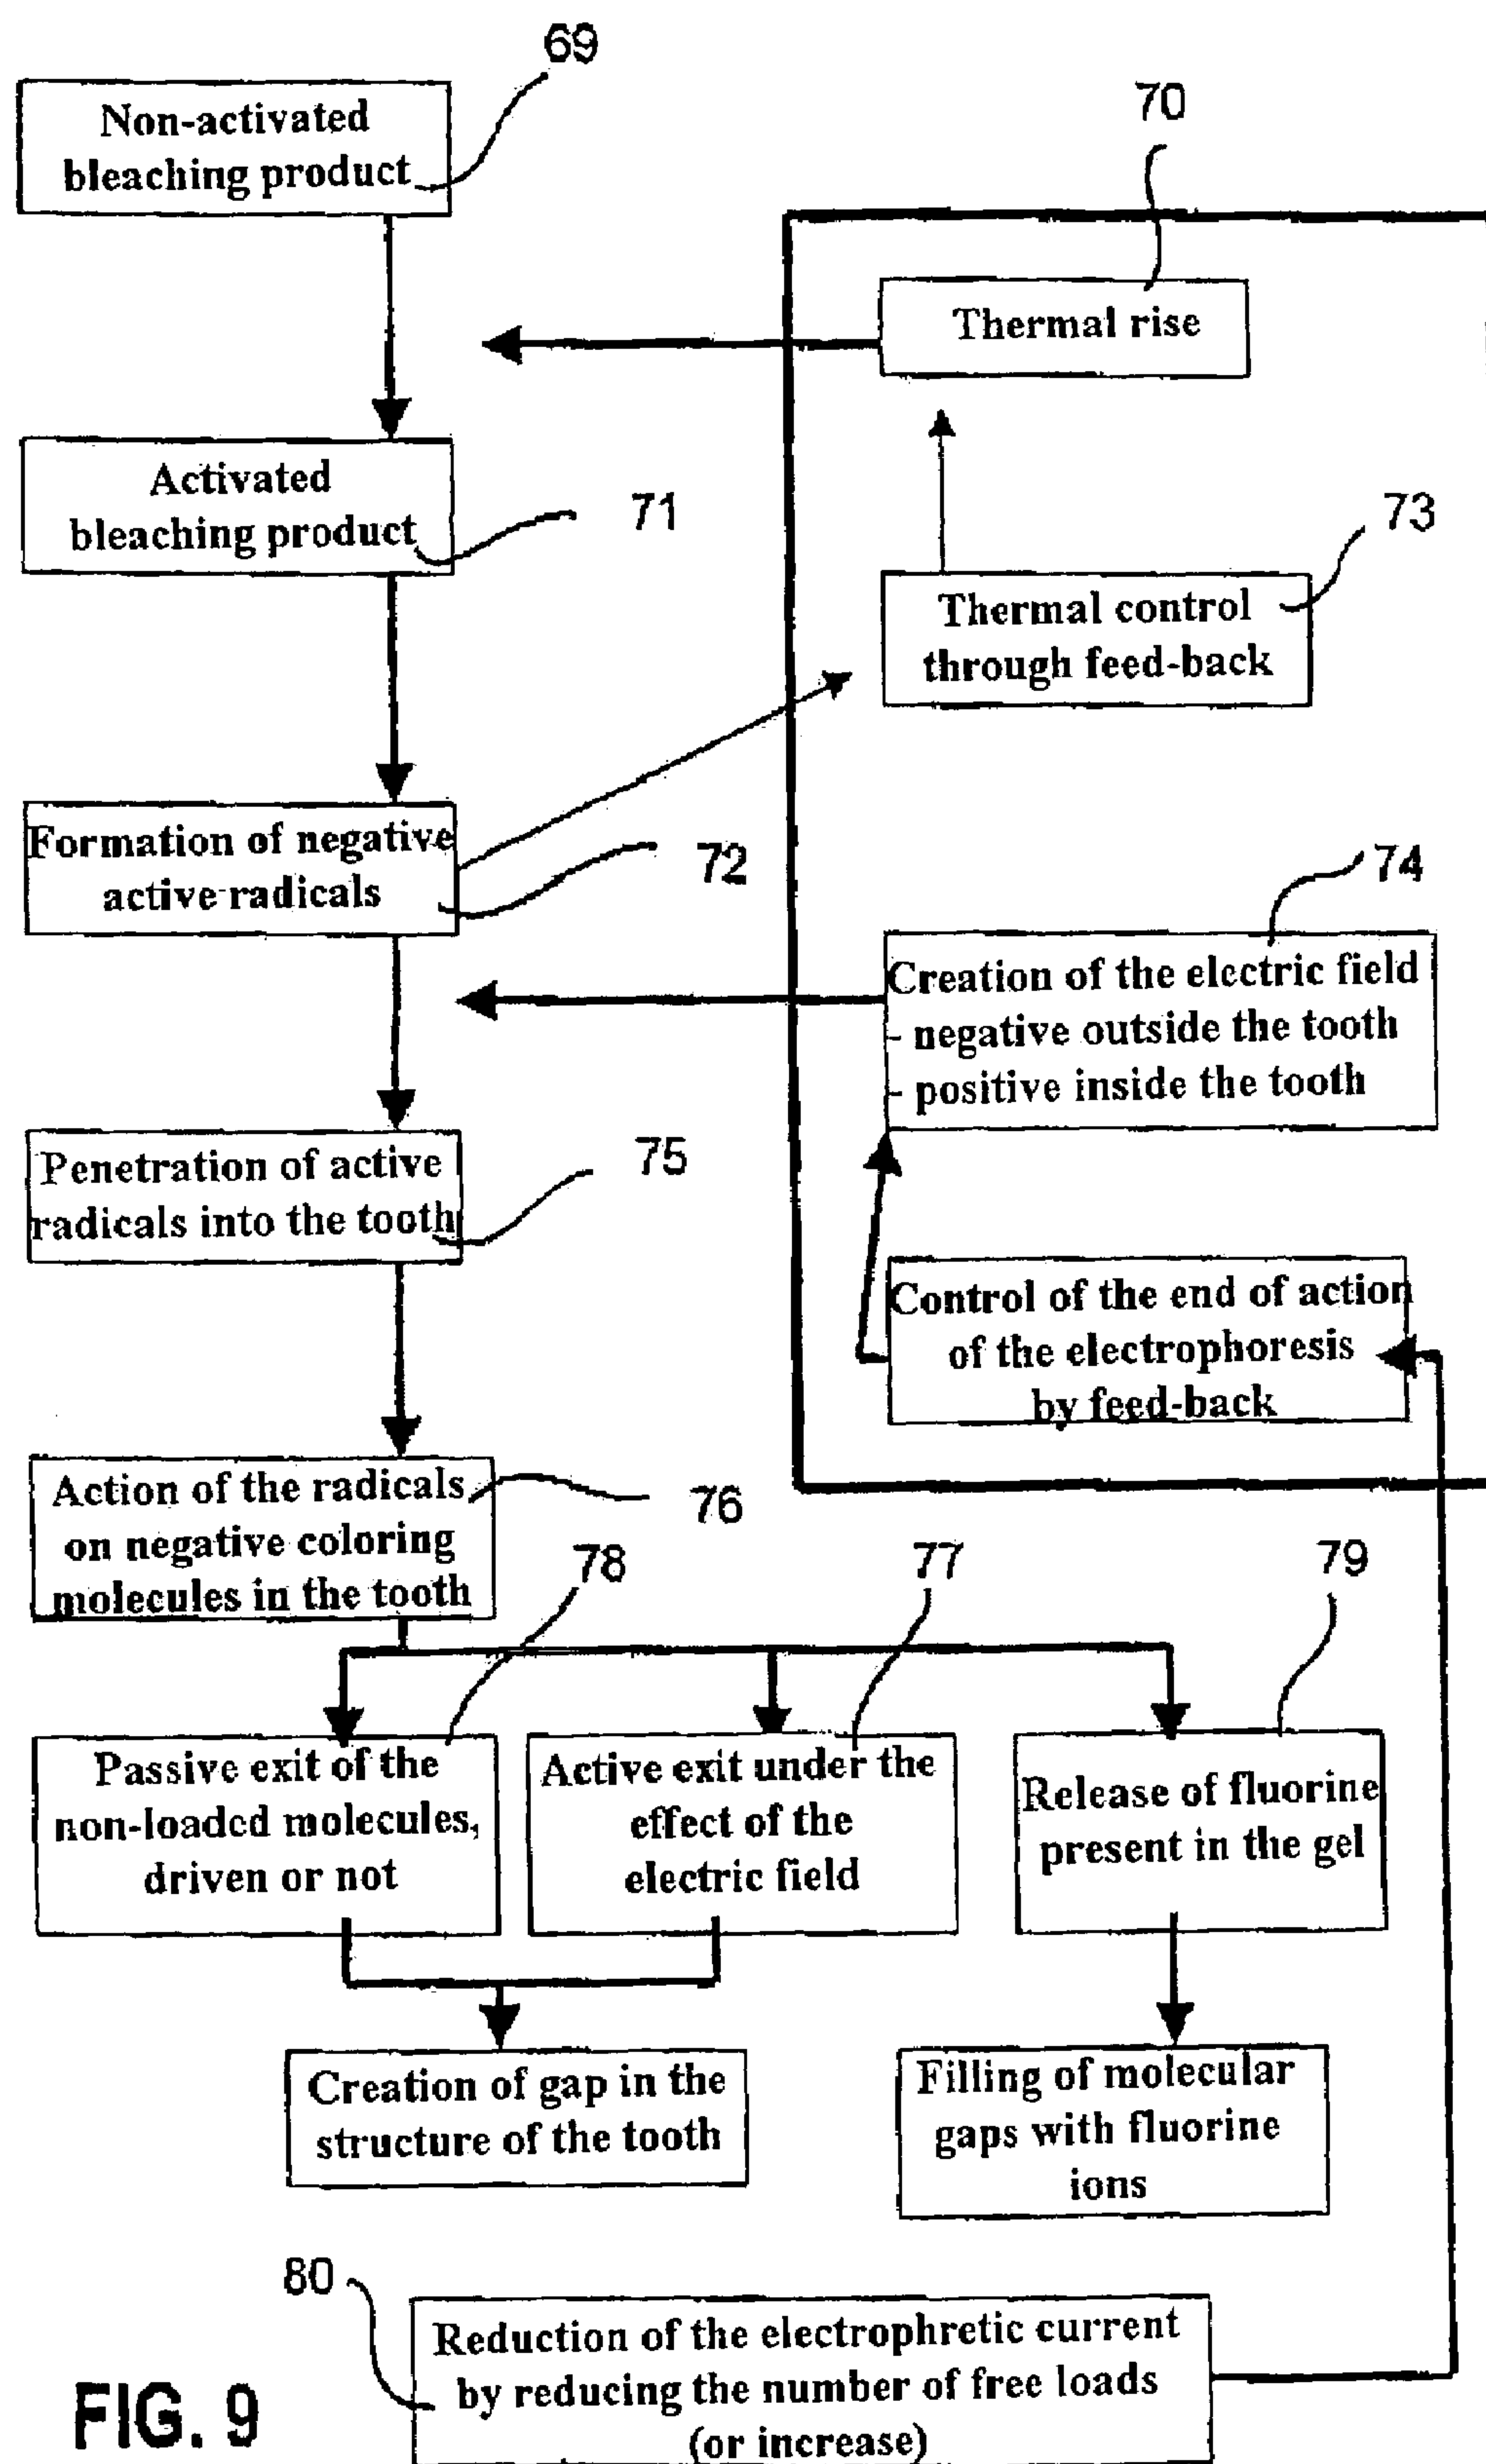 69
Non-activated
bleaching product
70
Thermal rise
Activated
bleaching product
71
73
Thermal control
through feed-back
Formation of negative
active radicals
72
74
Creation of the electric field
- negative outside the tooth
- positive inside the tooth
Penetration of active
radicals into the tooth
75
Control of the end of action
of the electrophoresis
by feed-back
Action of the radicals
on negative coloring
molecules in the tooth
76
78
77
79
Passive exit of the
non-loaded molecules,
driven or not
Active exit under the
effect of the
electric field
Release of fluorine
present in the gel
Creation of gap in the
structure of the tooth
Filling of molecular
gaps with fluorine
ions
80
Reduction of the electrophretic current
by reducing the number of free loads
(or increase)
FIG. 9